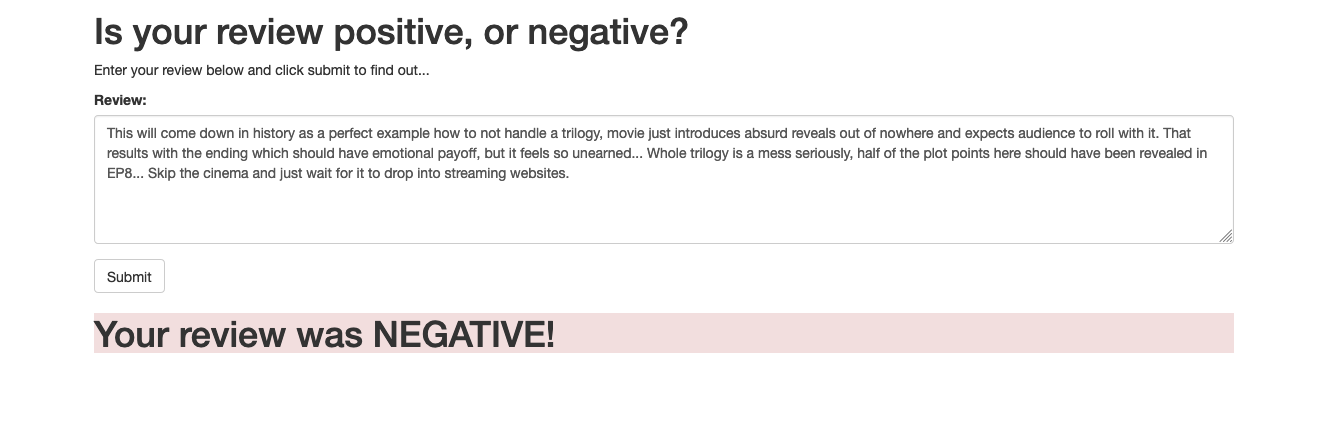 Is your review positive, or negative?
Enter your review below and click submit to find out...
Review:
This will come down in history as a perfect example how to not handle a trilogy, movie just introduces absurd reveals out of nowhere and expects audience to roll with it. That
results with the ending which should have emotional payoff, but it feels so unearned... Whole trilogy is a mess seriously, half of the plot points here should have been revealed in
EP8... Skip the cinema and just wait for it to drop into streaming websites.
Submit
Your review was NEGATIVE!